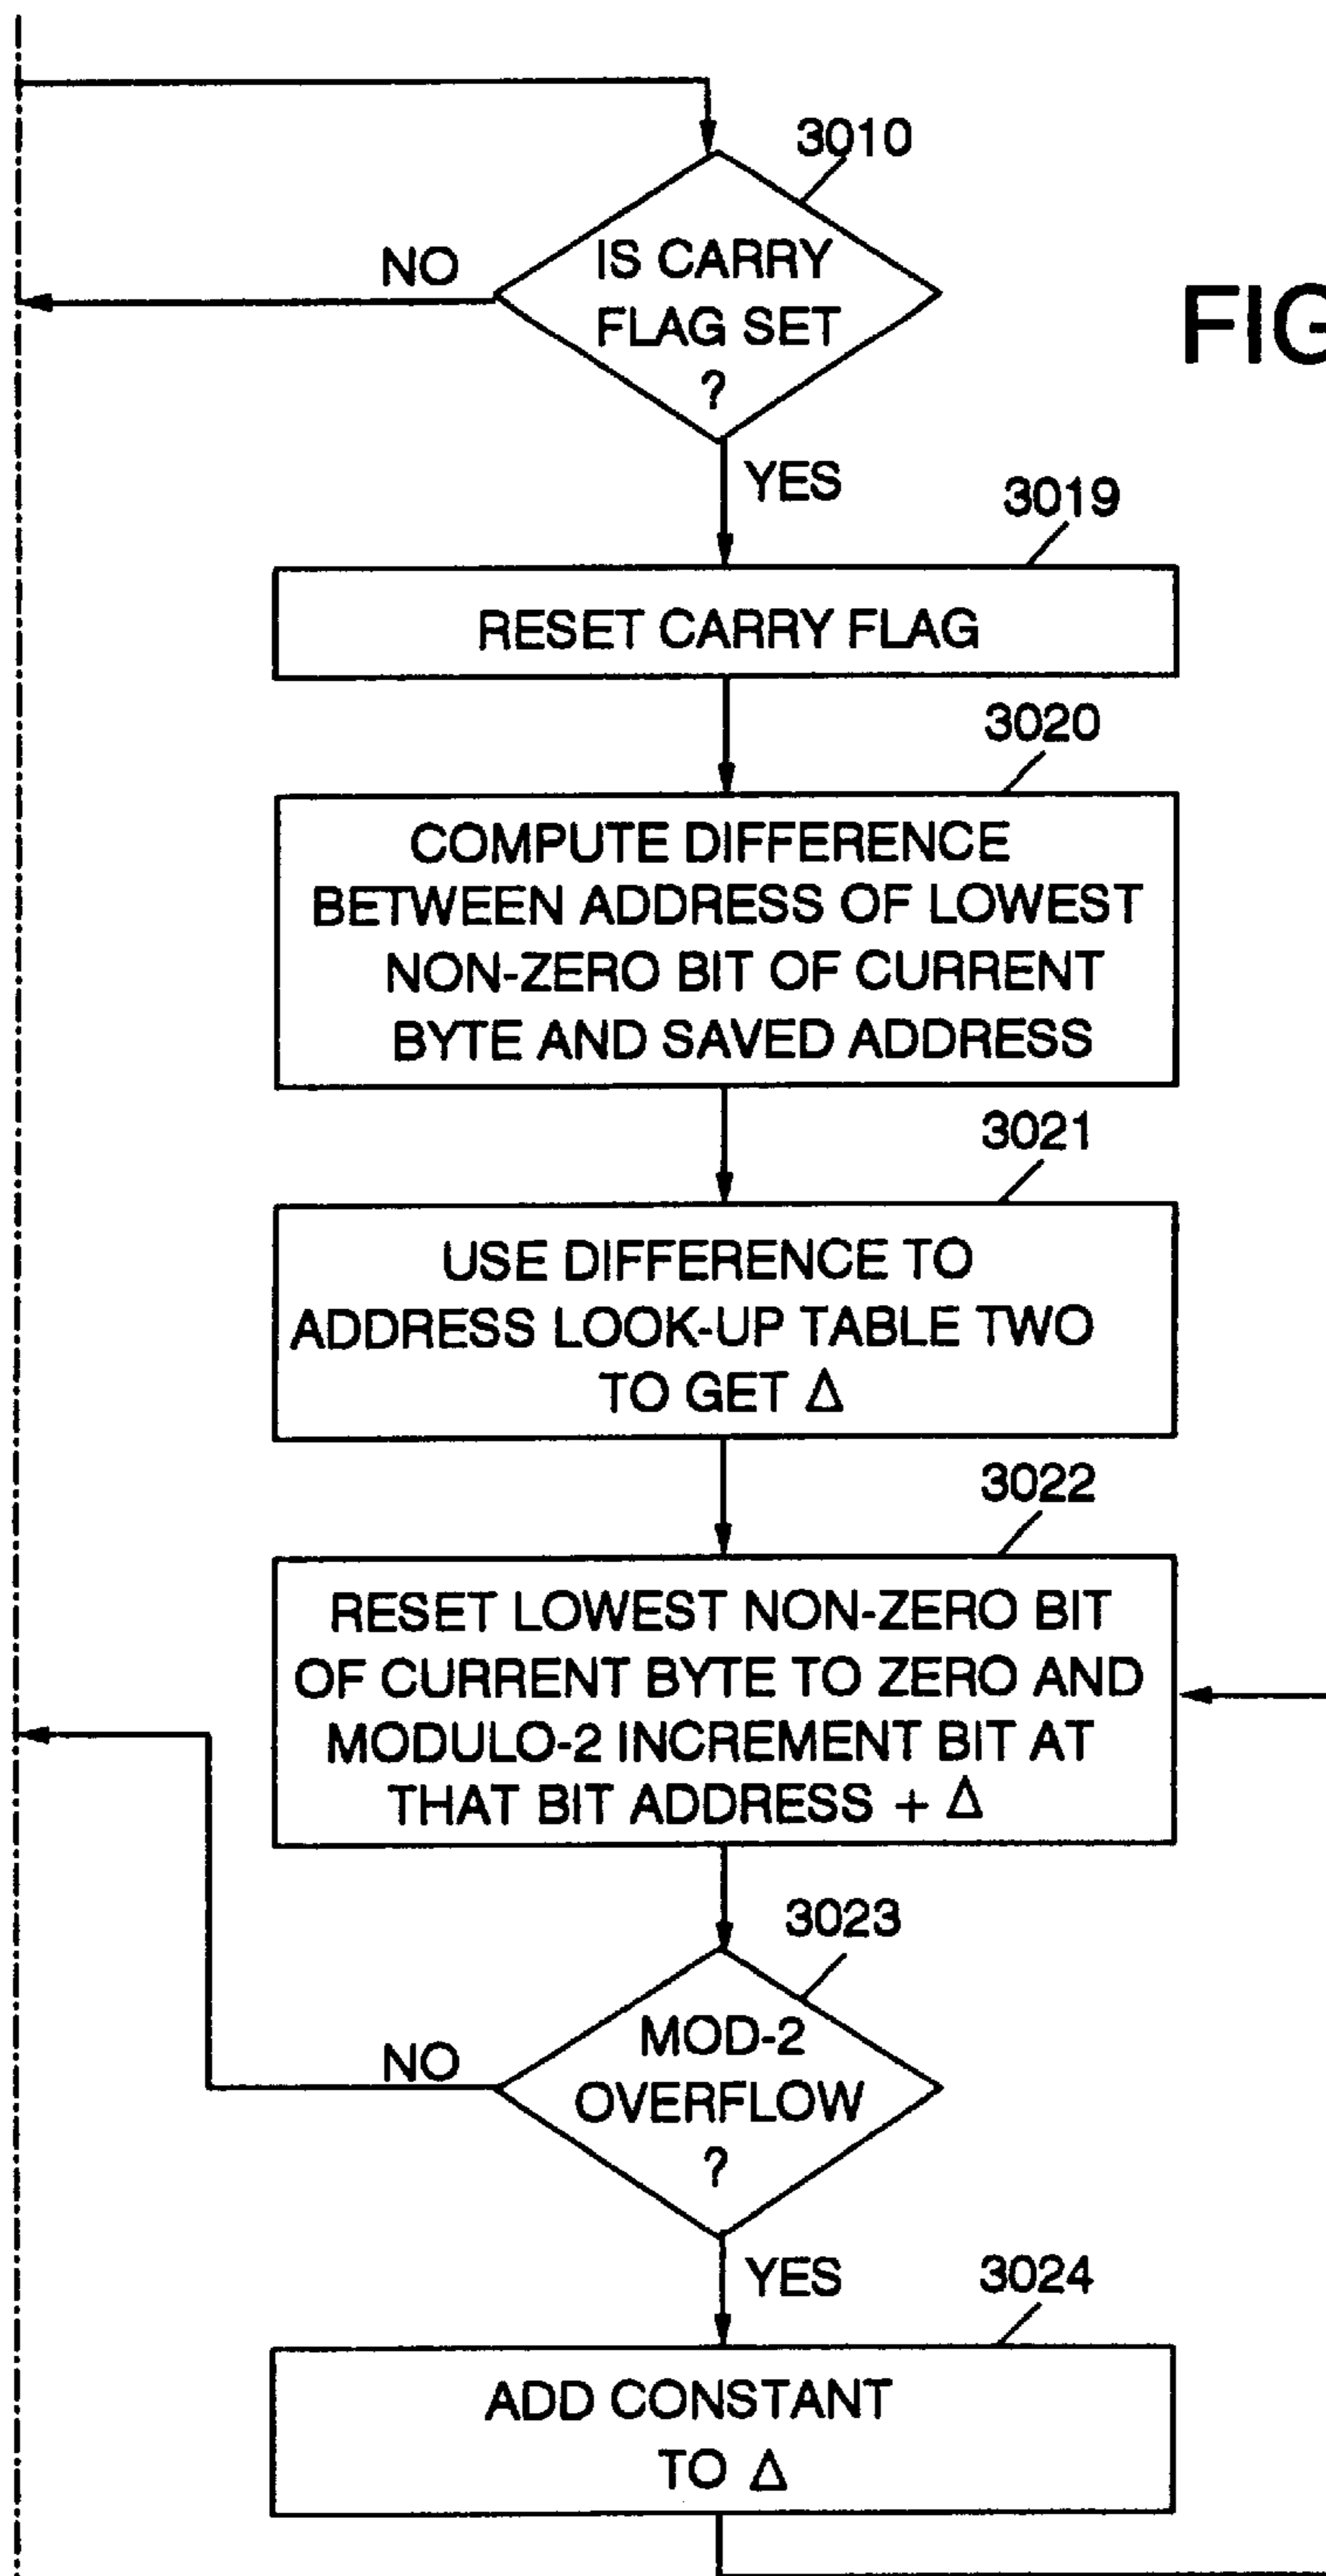 3010
IS CARRY
FLAG SET
?
NO
FIG
YES
3019
RESET CARRY FLAG
3020
COMPUTE DIFFERENCE
BETWEEN ADDRESS OF LOWEST
NON-ZERO BIT OF CURRENT
BYTE AND SAVED ADDRESS
3021
USE DIFFERENCE TO
ADDRESS LOOK-UP TABLE TWO
TO GET Δ
3022
RESET LOWEST NON-ZERO BIT
OF CURRENT BYTE TO ZERO AND
MODULO-2 INCREMENT BIT AT
THAT BIT ADDRESS + Δ
3023
MOD-2
OVERFLOW
?
NO
YES
3024
ADD CONSTANT
TO Δ